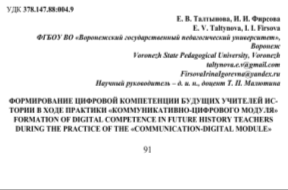 УДК 378.147.88:004.9
Е. В. Талтынова, И. И. Фирсова
E. V. Taltynova, I. I. Firsova
ФГБОУ ВО «Воронежский государственный педагогический университет»,
Воронеж
Voronezh State Pedagogical University, Voronezh
taltynova.e.v@gmail.com
FirsovaIrinaIgorevna@yandex.ru
Научный руководитель – д. и. н., доцент Т. П. Малютина
ФОРМИРОВАНИЕ ЦИФРОВОЙ КОМПЕТЕНЦИИ БУДУЩИХ УЧИТЕЛЕЙ ИС-
ТОРИИ В ХОДЕ ПРАКТИКИ «КОММУНИКАТИВНО-ЦИФРОВОГО МОДУЛЯ»
FORMATION OF DIGITAL COMPETENCE IN FUTURE HISTORY TEACHERS
DURING THE PRACTICE OF THE «COMMUNICATION-DIGITAL MODULE»
91